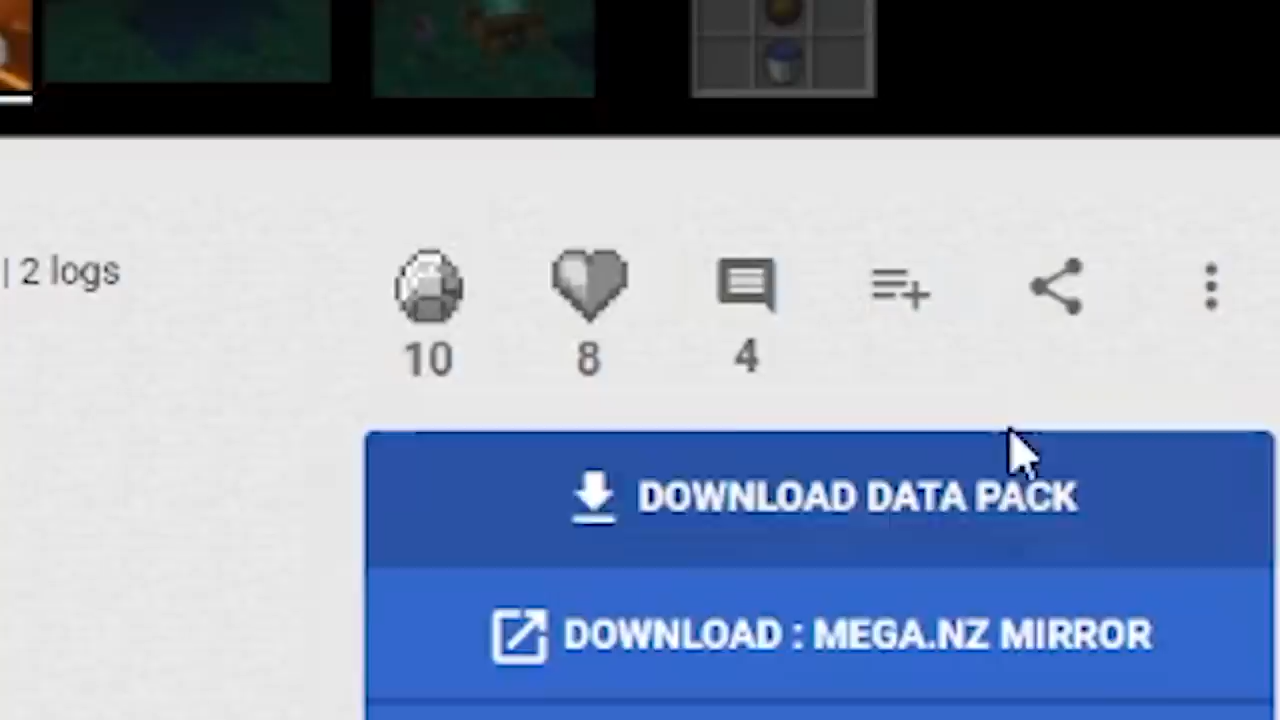 | 2 logs
10
8
4
DOWNLOAD DATA PACK
DOWNLOAD : MEGA.NZ MIRROR